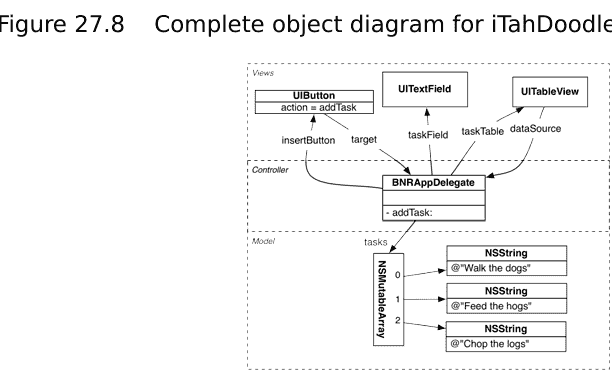 Figure 27.8 Complete object diagram for iTahDoodle
Views
UIButton
action = addTask
UITextField
UITableView
insertButton
target
taskField
taskTable
dataSource
Controller
BNRAppDelegate
- addTask:
Model
tasks
NSMutableArray
0
1
2
NSString
@"Walk the dogs"
NSString
@"Feed the hogs"
NSString
@"Chop the logs"